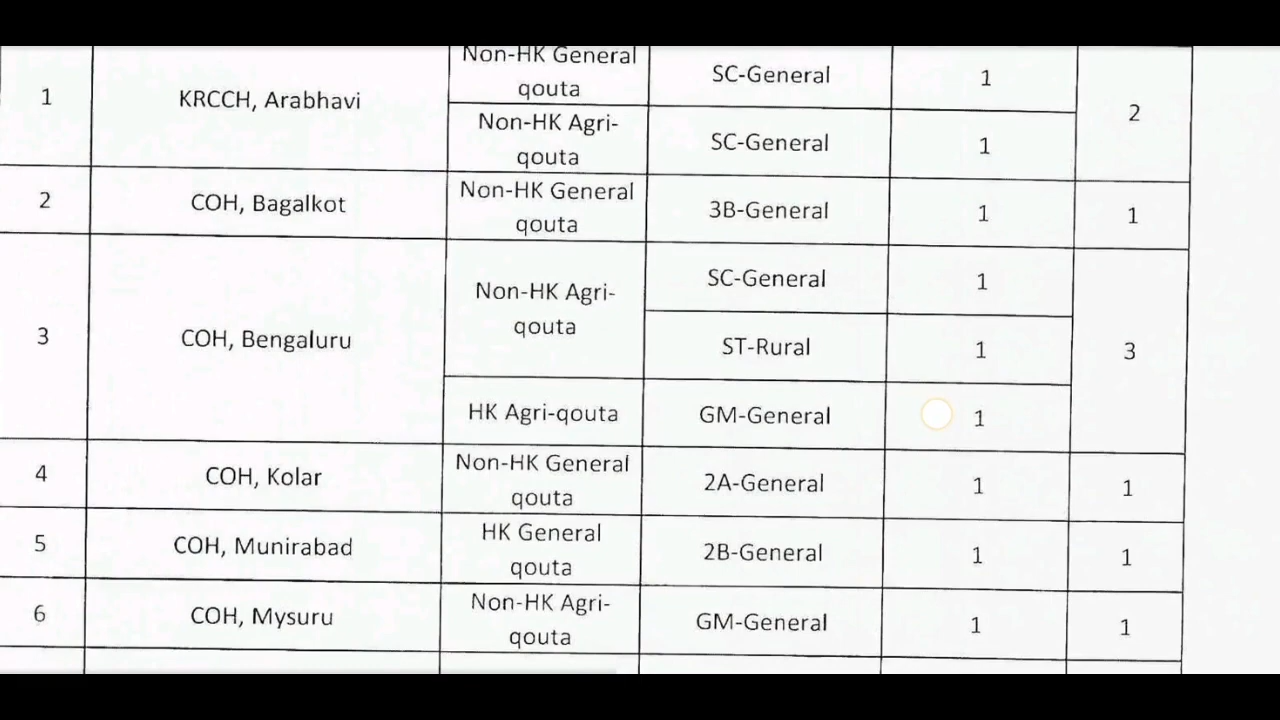 Non-HK General
qouta
SC-General
1
1
KRCCH, Arabhavi
2
Non-HK Agri-
qouta
SC-General
1
2
COH, Bagalkot
Non-HK General
qouta
3B-General
1
1
3
COH, Bengaluru
Non-HK Agri-
qouta
SC-General
1
ST-Rural
1
3
HK Agri-qouta
GM-General
1
4
COH, Kolar
Non-HK General
qouta
2A-General
1
1
5
COH, Munirabad
HK General
qouta
2B-General
1
1
6
COH, Mysuru
Non-HK Agri-
qouta
GM-General
1
1